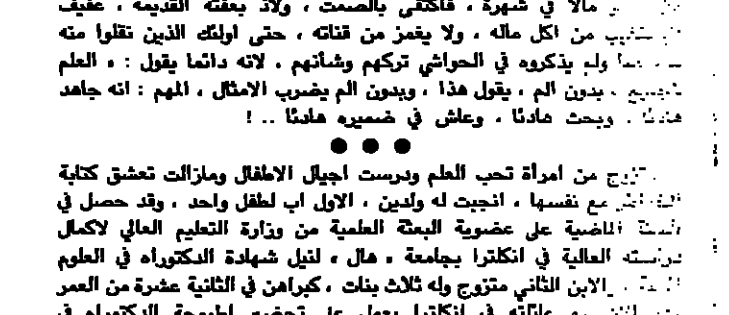 مالا في شهرة ، فاكتفى بالصمت ، ولاذ بعفته القديمة ، عفيف
من اكل ماله ، ولا يغمز من قناته ، حتى اولئك الذين نقلوا منه
ولم يذكروه في الحواشي تركهم وشأنهم . لانه دائما يقول : « العلم
بدون الم ، يقول هذا ، وبدون الم يضرب الامثال ، المهم : انه جاهد
وبحث هادئا ، وعاش في ضميره هادئا .. !
● ● ●
تزوج من امرأة تحب العلم ودرست اجيال الاطفال ومازالت تعشق كتابة
مع نفسها ، انجبت له ولدين ، الاول اب لطفل واحد ، وقد حصل في
السنة الماضية على عضوية البعثة العلمية من وزارة التعليم العالي لاكمال
دراسته العالية في انكلترا بجامعة « هال » لنيل شهادة الدكتوراه في العلوم
الابن الثاني متزوج وله ثلاث بنات ، كبراهن في الثانية عشرة من العمر
عائلته في انكلترا يعمل على تحضير اطروحة الدكتوراه في